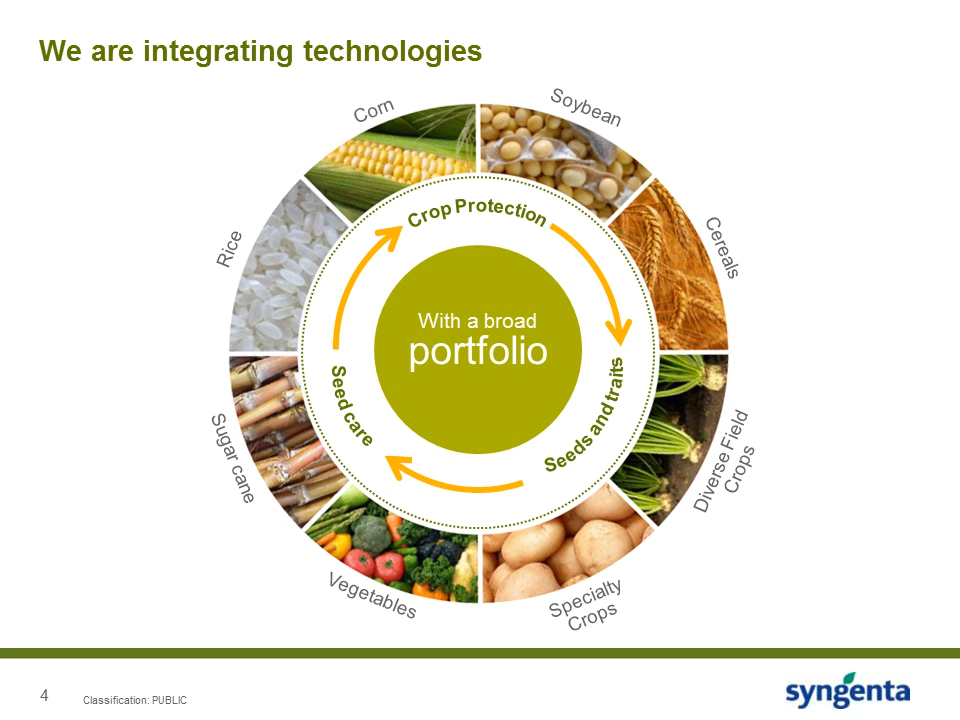 We are integrating technologies
Corn
Soybean
Rice
Cereals
Crop Protection
With a broad
portfolio
Seed care
Seeds and traits
Sugar cane
Diverse Field
Crops
Vegetables
Specialty
Crops
4
Classification: PUBLIC
syngenta